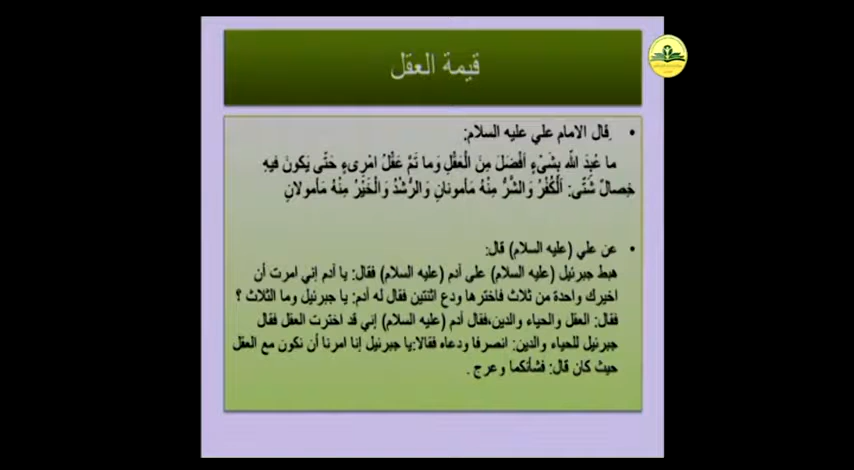 قيمة العقل
• .قال الامام علي عليه السلام:
ما عُبِدَ اللّٰه بِشَىْءٍ اَفْضَلَ مِنَ الْعَقْلِ وَما تَمَّ عَقْلُ امْرِىءٍ حَتّى يَكونَ فيهِ
خِصالٌ شَتّى: اَلْكُفْرُ وَالشَّرُّ مِنْهُ مَأمونانِ وَالرُّشْدُ وَالْخَيْرُ مِنْهُ مَأمولانِ
• عن علي (عليه السلام) قال:
هبط جبرئيل (عليه السلام) على آدم (عليه السلام) فقال: يا آدم إني امرت أن
اخيرك واحدة من ثلاث فاخترها ودع اثنتين فقال له آدم: يا جبرئيل وما الثلاث ؟
فقال: العقل والحياء والدين،فقال آدم (عليه السلام) إني قد اخترت العقل فقال
جبرئيل للحياء والدين: انصرفا ودعاه فقالا:يا جبرئيل إنا امرنا أن نكون مع العقل
حيث كان قال: فشأنكما وعرج .